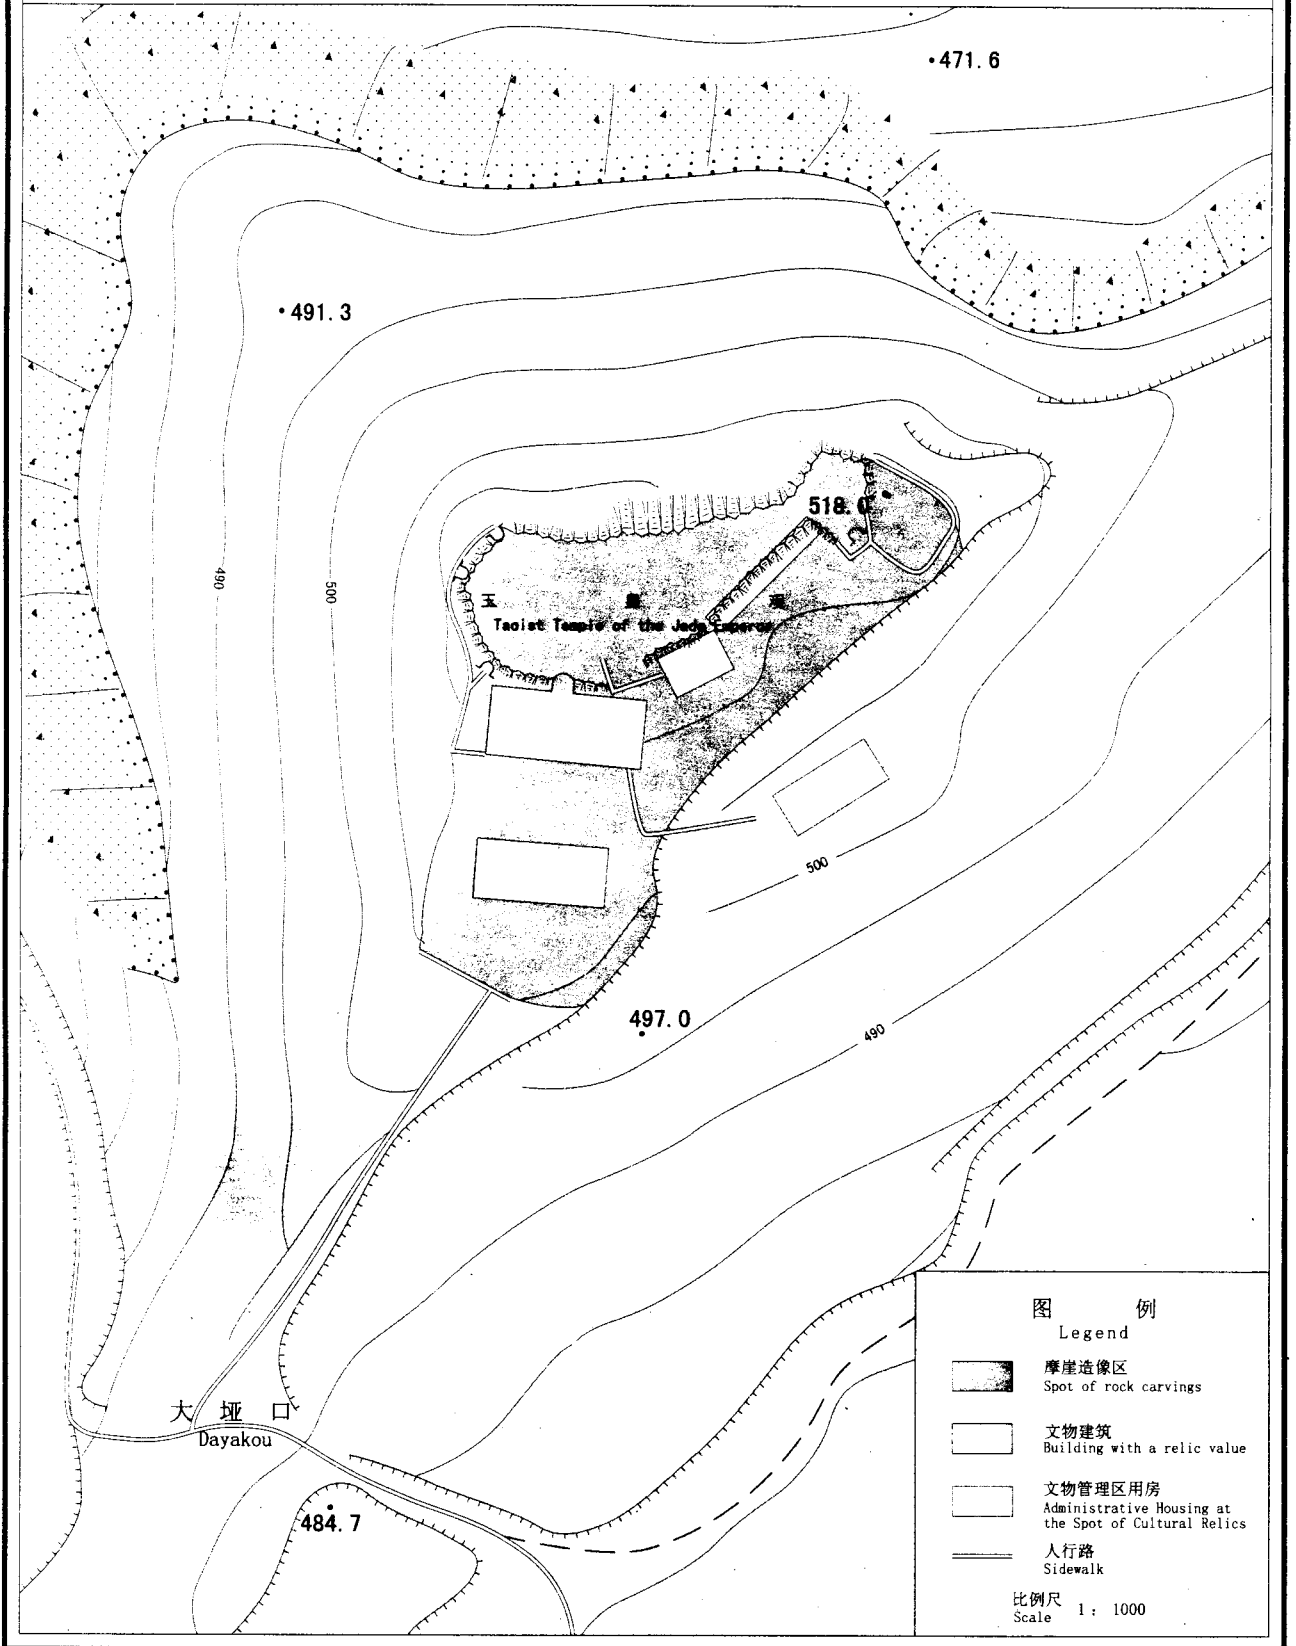 471.6
491.3
518.0
490
500
玉 皇 观
Taoist Temple of the Jade Emperor
500
497.0
490
大 垭 口
Dayakou
484.7
图 例
Legend
摩崖造像区
Spot of rock carvings
文物建筑
Building with a relic value
文物管理区用房
Administrative Housing at
the Spot of Cultural Relics
人行路
Sidewalk
比例尺
Scale 1: 1000